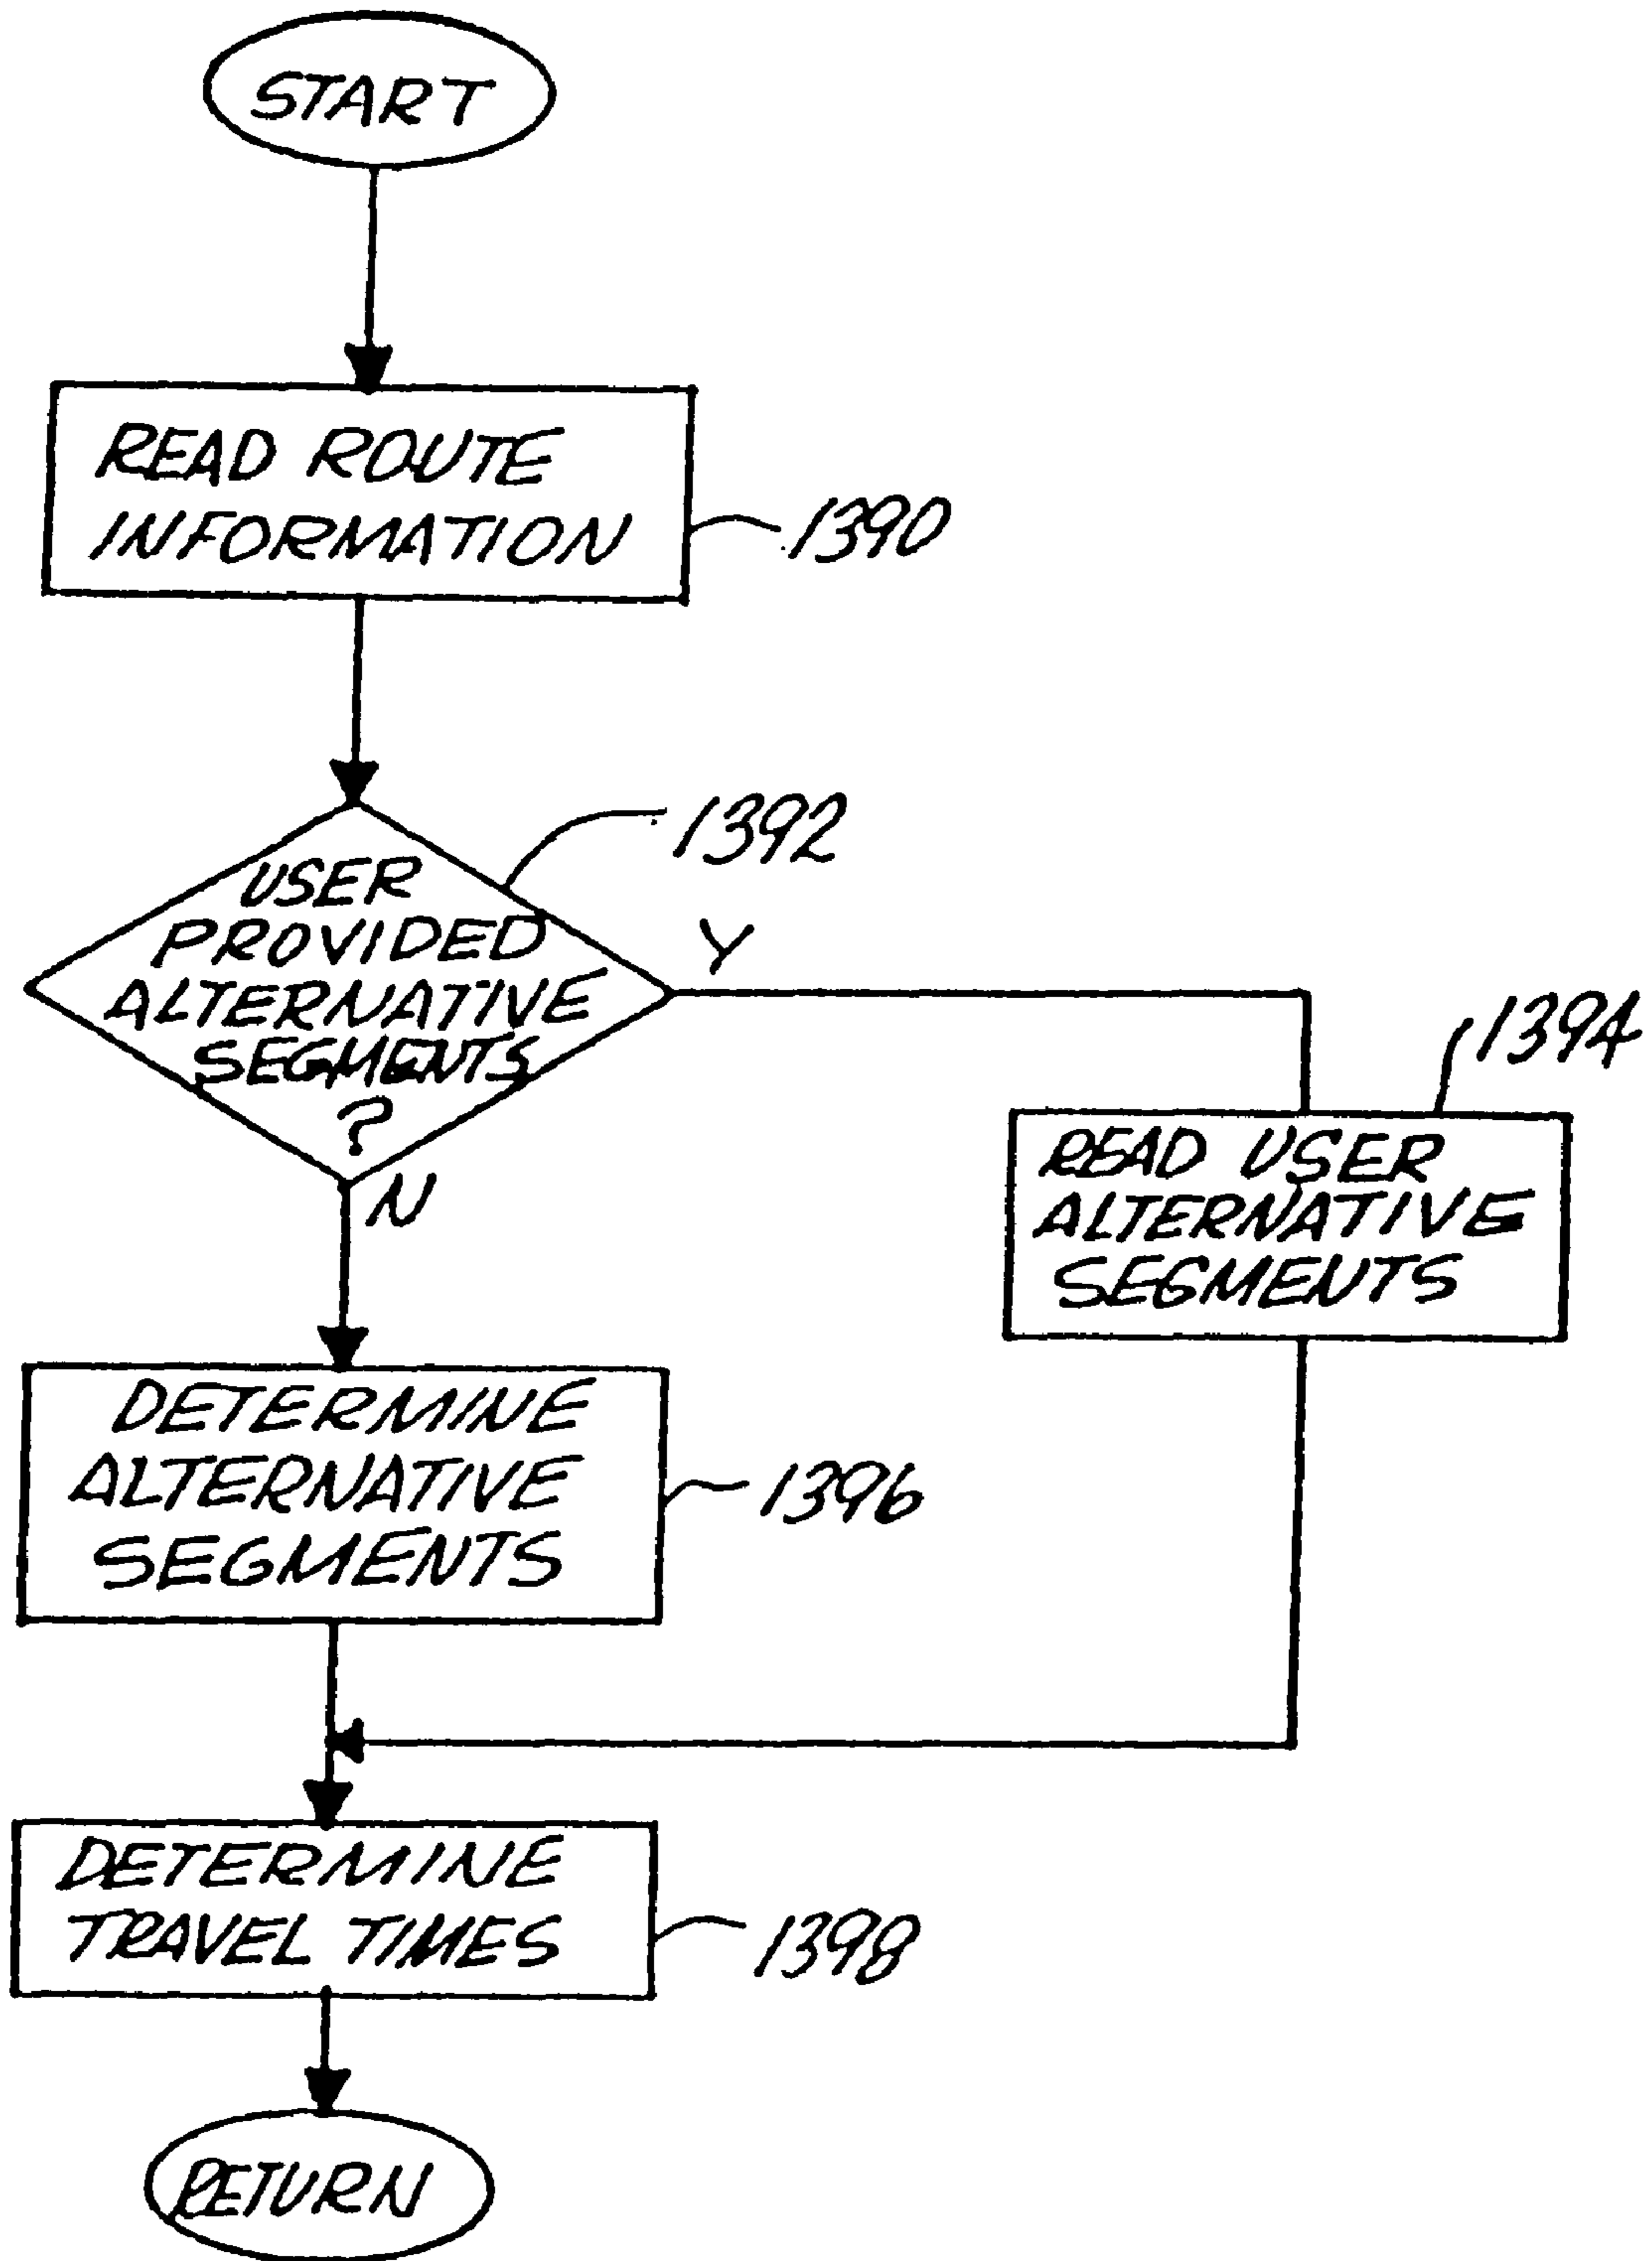 START
READ ROUTE
INFORMATION
1390
1392
USER
PROVIDED
ALTERNATIVE
SEGMENTS
?
Y
N
1394
READ USER
ALTERNATIVE
SEGMENTS
DETERMINE
ALTERNATIVE
SEGMENTS
1396
DETERMINE
TRAVEL TIMES
1398
RETURN